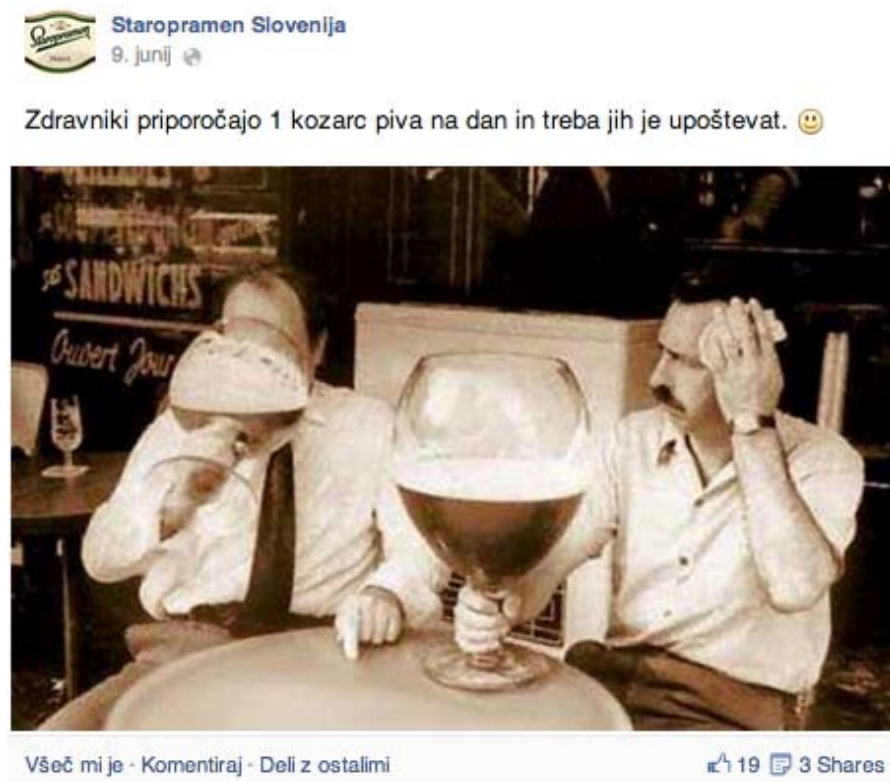 Staropramen
Staropramen Slovenija
9. junij
Zdravniki priporočajo 1 kozarc piva na dan in treba jih je upoštevat.
SANDWICHS
Ouvert Jour
Všeč mi je · Komentiraj · Deli z ostalimi
19 3 Shares